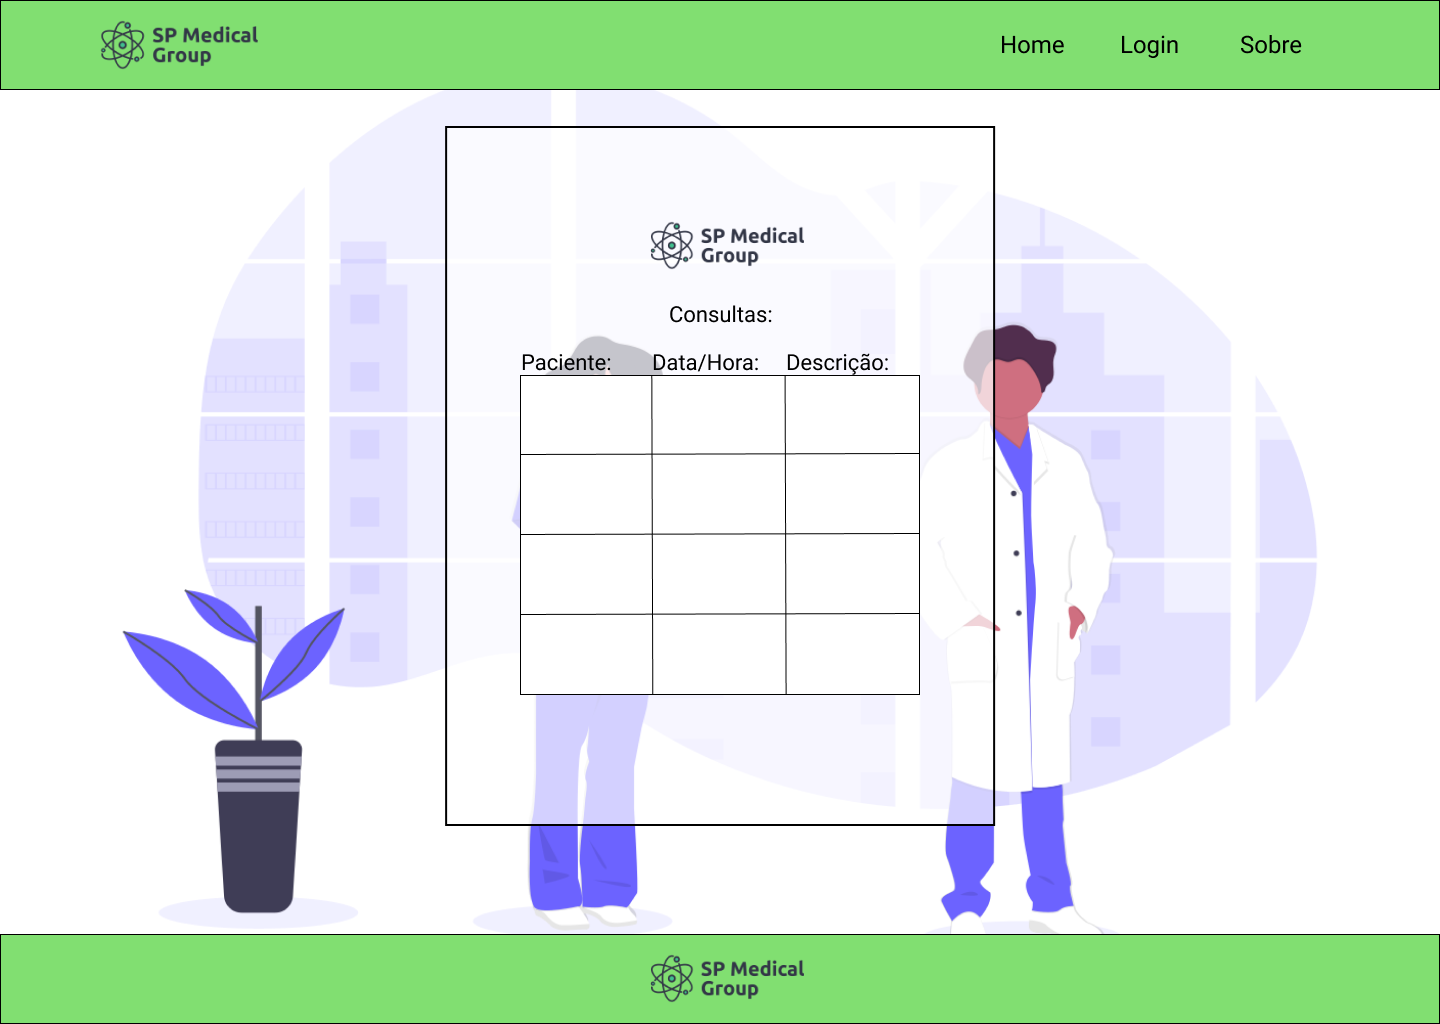 SP Medical
Group
Home Login Sobre
SP Medical
Group
Consultas:
Paciente: Data/Hora: Descrição:
SP Medical
Group